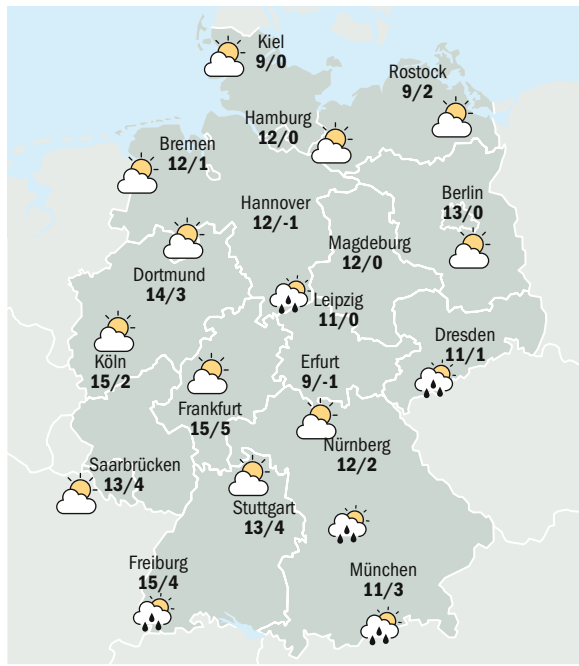 Kiel
9/0
Rostock
9/2
Hamburg
12/0
Bremen
12/1
Berlin
13/0
Hannover
12/-1
Magdeburg
12/0
Dortmund
14/3
Leipzig
11/0
Dresden
11/1
Köln
15/2
Erfurt
9/-1
Frankfurt
15/5
Nürnberg
12/2
Saarbrücken
13/4
Stuttgart
13/4
Freiburg
15/4
München
11/3